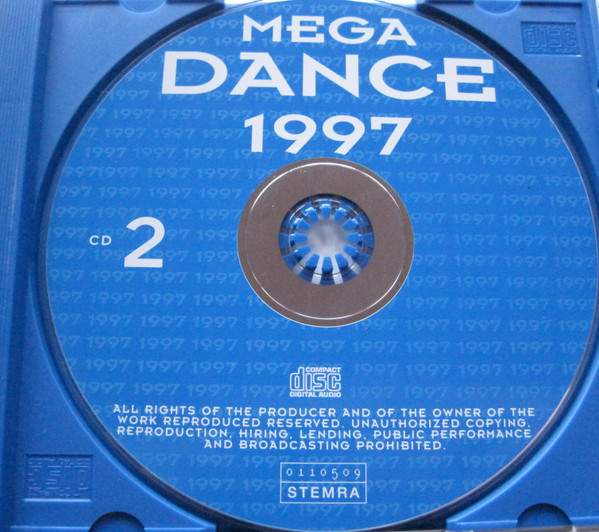 MEGA
DANCE
1997
CD 2
COMPACT
disc
DIGITAL AUDIO
ALL RIGHTS OF THE PRODUCER AND OF THE OWNER OF THE
WORK REPRODUCED RESERVED. UNAUTHORIZED COPYING,
REPRODUCTION, HIRING, LENDING, PUBLIC PERFORMANCE
AND BROADCASTING PROHIBITED.
0110509
STEMRA